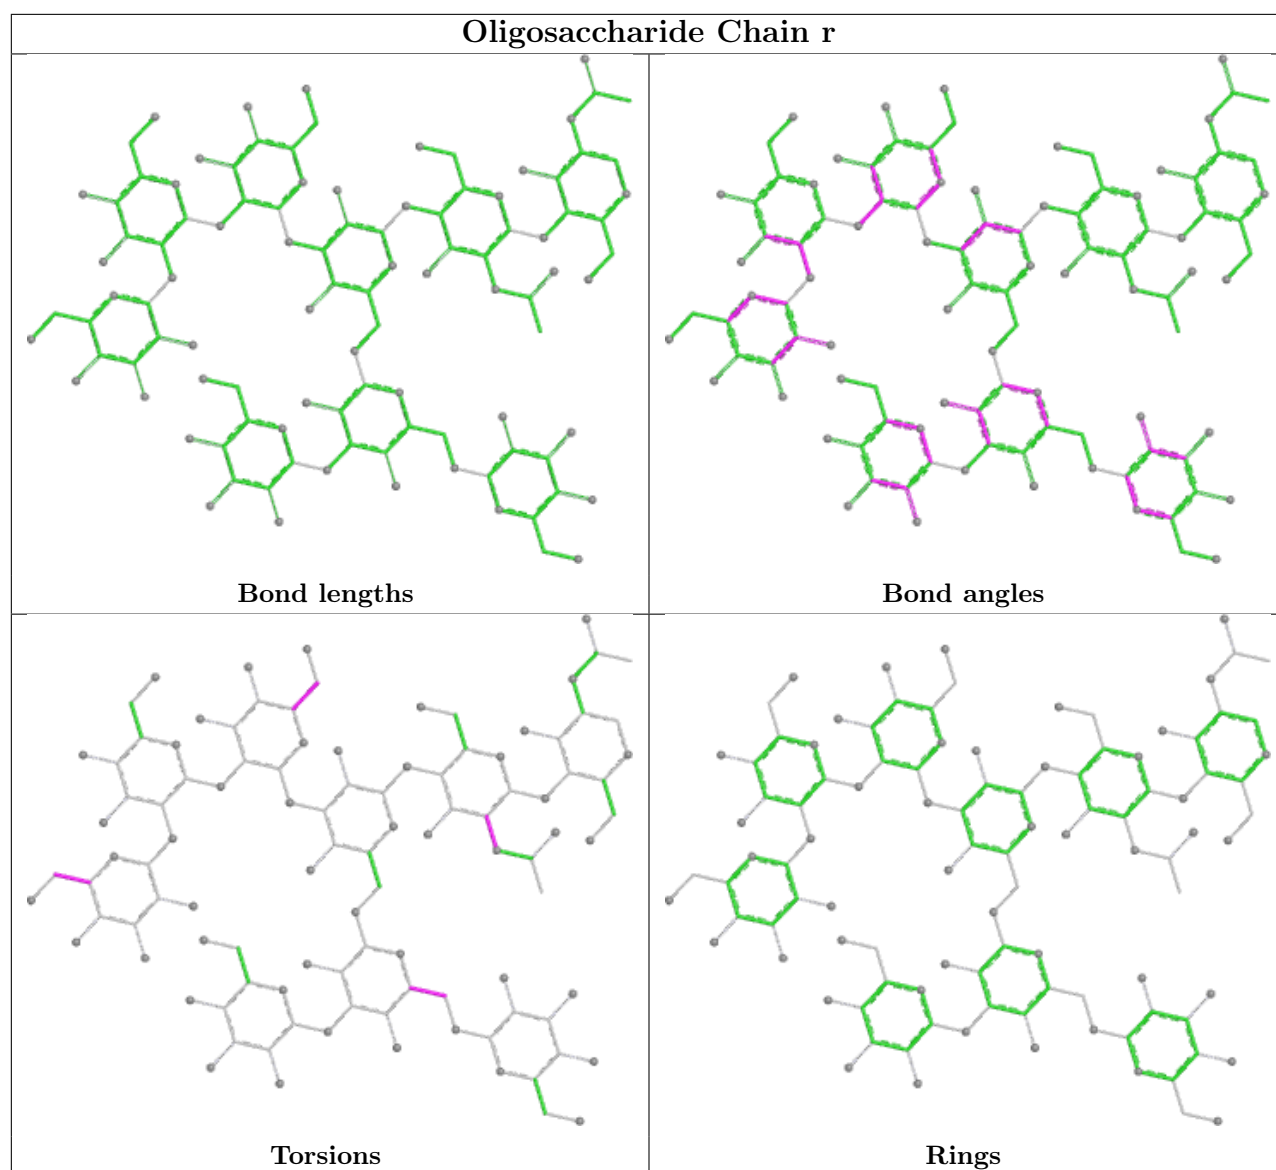 Oligosaccharide Chain r
Bond lengths
Bond angles
Torsions
Rings